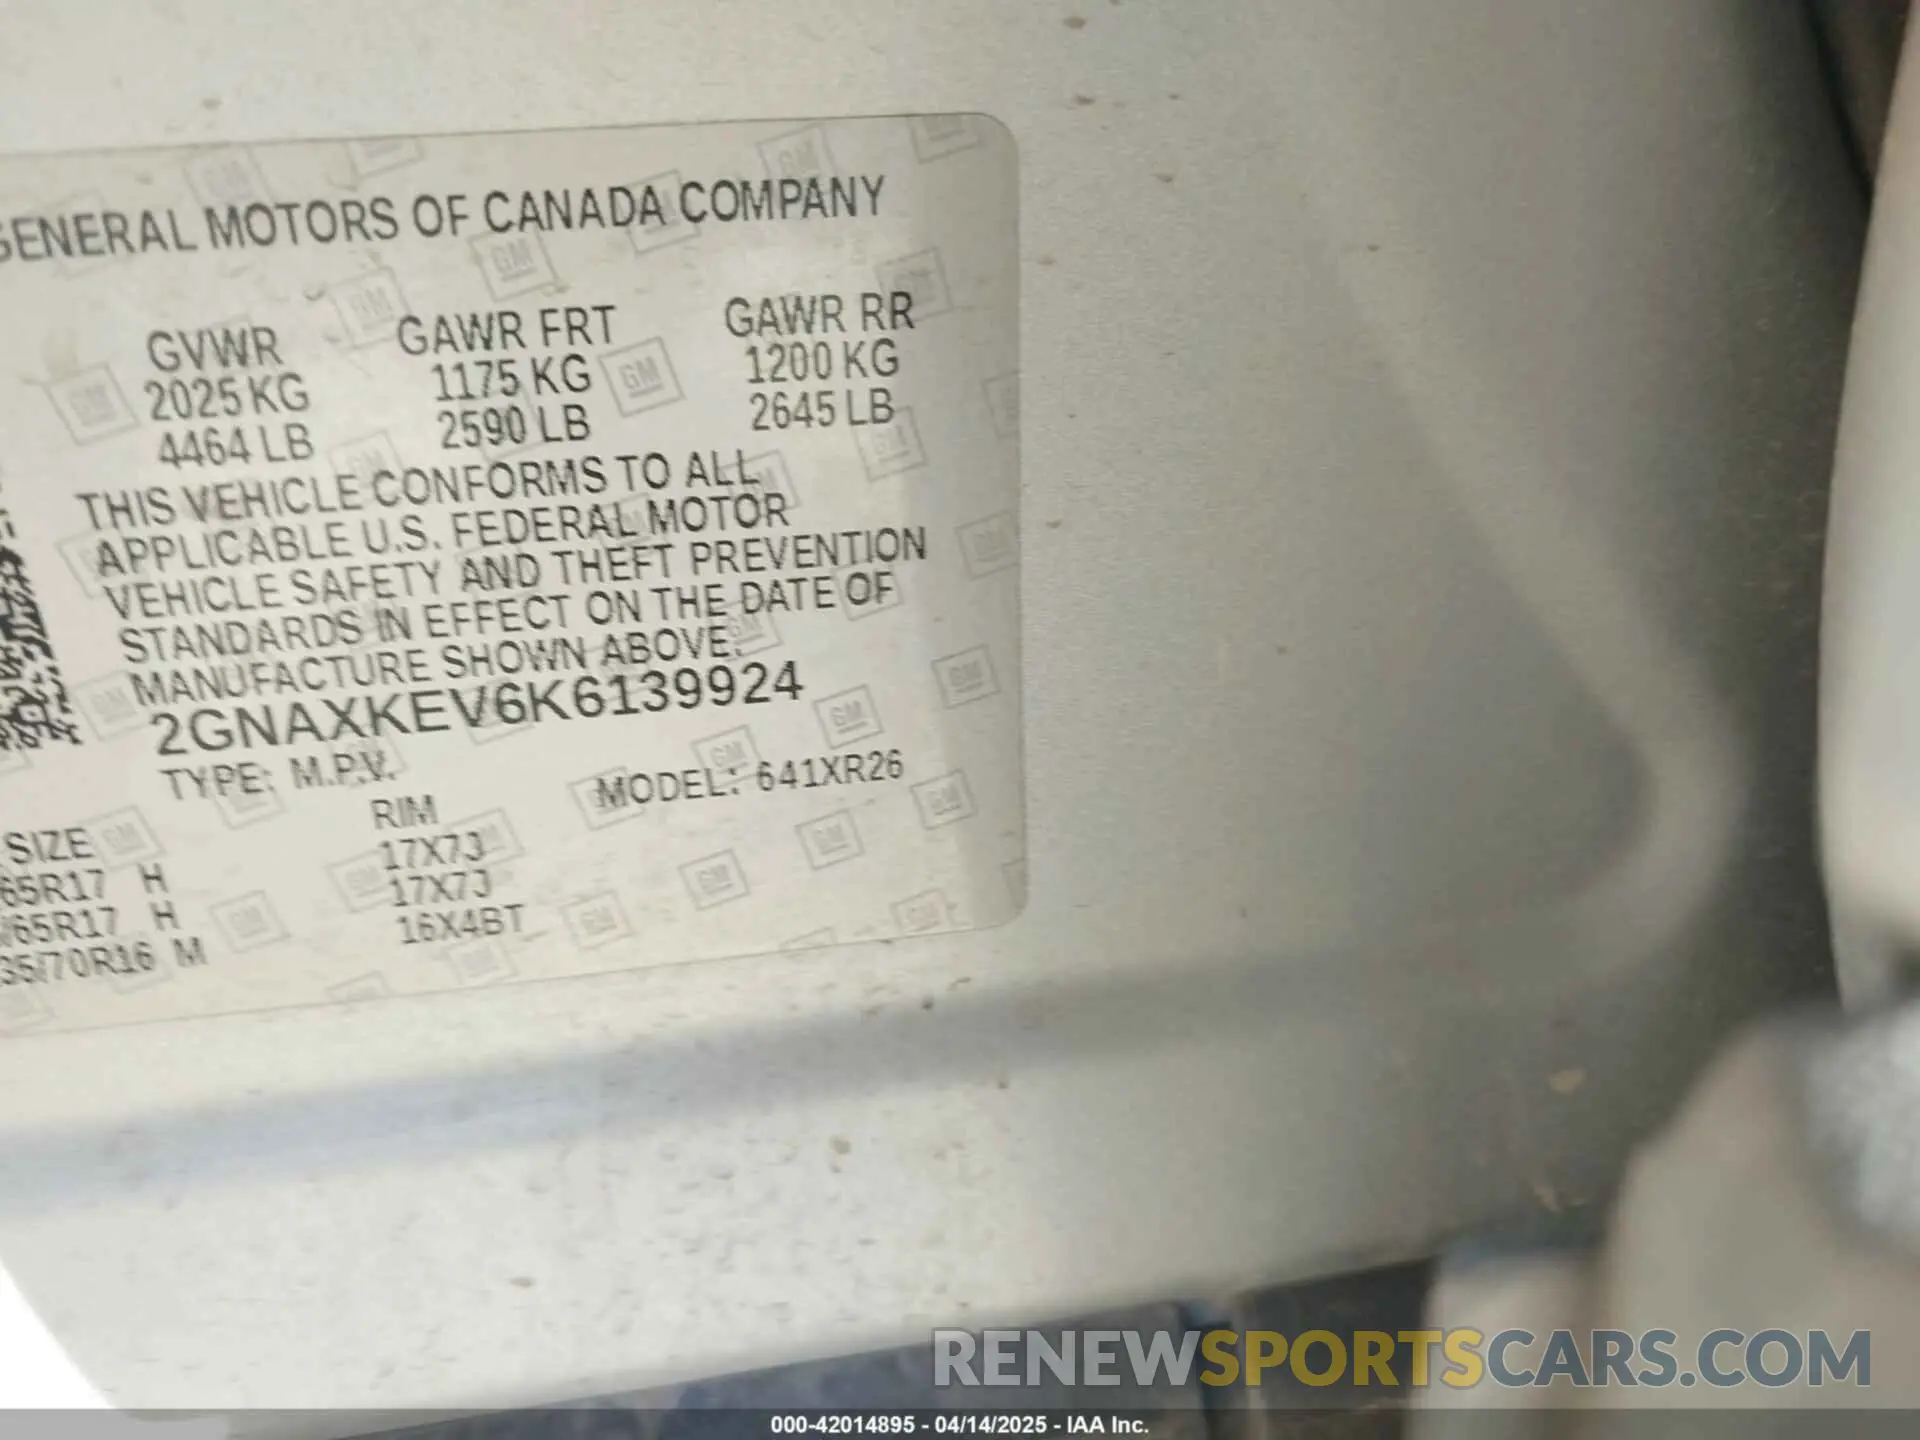 GENERAL MOTORS OF CANADA COMPANY
GVWR GAWR FRT GAWR RR
2025 KG 1175 KG 1200 KG
4464 LB 2590 LB 2645 LB
THIS VEHICLE CONFORMS TO ALL
APPLICABLE U.S. FEDERAL MOTOR
VEHICLE SAFETY AND THEFT PREVENTION
STANDARDS IN EFFECT ON THE DATE OF
MANUFACTURE SHOWN ABOVE.
2GNAXKEV6K6139924
TYPE: M.P.V. MODEL: 641XR26
SIZE RIM
65R17 H 17X7J
/65R17 H 17X7J
35/70R16 M 16X4BT
RENEWSPORTSCARS.COM
000-42014895 - 04/14/2025 - IAA Inc.